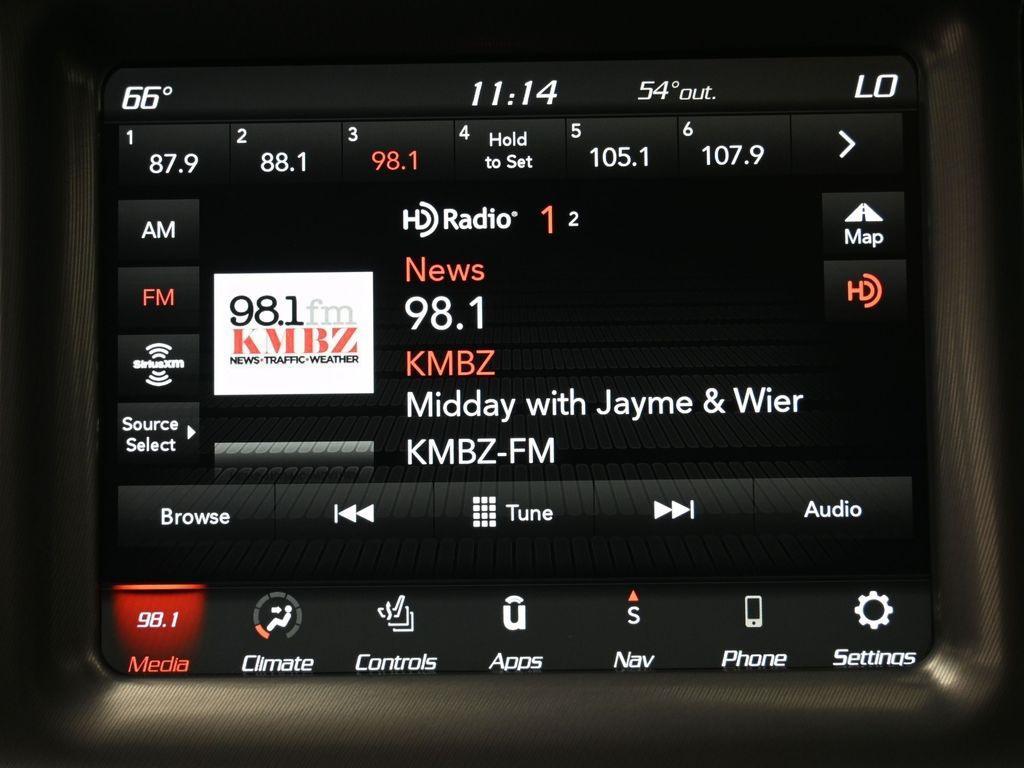 66° 11:14 54°out. LO
1 87.9 2 88.1 3 98.1 4 Hold to Set 5 105.1 6 107.9
AM
FM
SiriusXM
Source
Select
98.1fm
KMBZ
NEWS•TRAFFIC•WEATHER
HD Radio® 1 2
News
98.1
KMBZ
Midday with Jayme & Wier
KMBZ-FM
Map
HD
Browse Tune Audio
98.1 S
Media Climate Controls Apps Nav Phone Settings